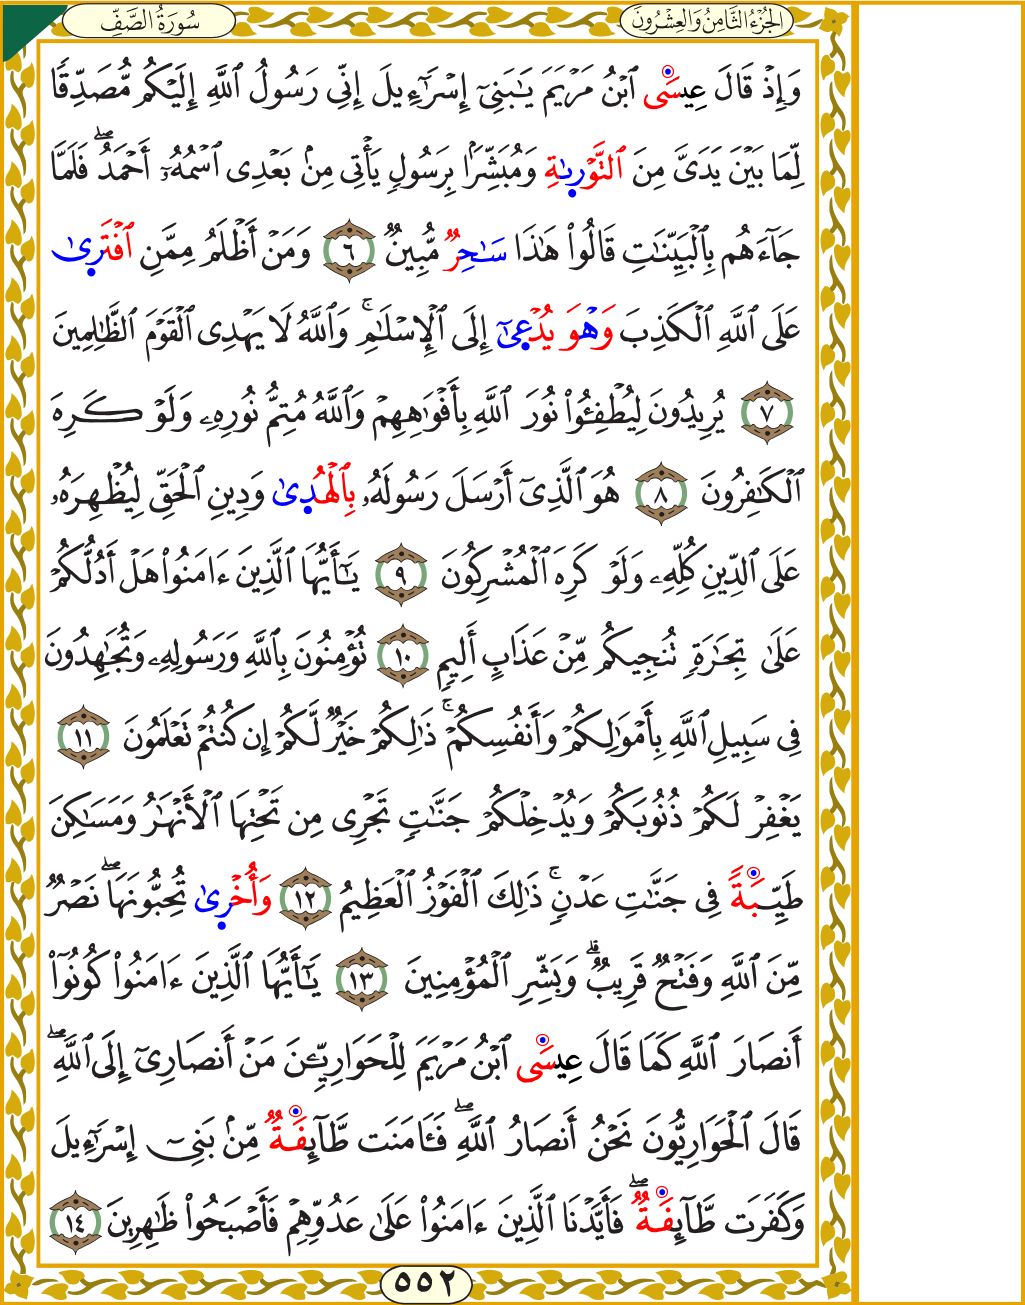 الجُزْءُ الثَّامِنُ وَالعِشْرُونَ
سُورَةُ الصَّفِّ
وَإِذْ قَالَ عِيسَى ٱبْنُ مَرْيَمَ يَـٰبَنِىٓ إِسْرَـٰٓءِيلَ إِنِّى رَسُولُ ٱللَّهِ إِلَيْكُم مُّصَدِّقًا
لِّمَا بَيْنَ يَدَىَّ مِنَ ٱلتَّوْرَىٰةِ وَمُبَشِّرًۢا بِرَسُولٍ يَأْتِى مِنۢ بَعْدِى ٱسْمُهُۥٓ أَحْمَدُ ۖ فَلَمَّا
جَآءَهُم بِٱلْبَيِّنَـٰتِ قَالُوا۟ هَـٰذَا سَـٰحِرٌ مُّبِينٌ ٦ وَمَنْ أَظْلَمُ مِمَّنِ ٱفْتَرَىٰ
عَلَى ٱللَّهِ ٱلْكَذِبَ وَهْوَ يُدْعَىٰٓ إِلَى ٱلْإِسْلَـٰمِ ۚ وَٱللَّهُ لَا يَهْدِى ٱلْقَوْمَ ٱلظَّـٰلِمِينَ
٧ يُرِيدُونَ لِيُطْفِـُٔوا۟ نُورَ ٱللَّهِ بِأَفْوَٰهِهِمْ وَٱللَّهُ مُتِمُّ نُورِهِۦ وَلَوْ كَرِهَ
ٱلْكَـٰفِرُونَ ٨ هُوَ ٱلَّذِىٓ أَرْسَلَ رَسُولَهُۥ بِٱلْهُدَىٰ وَدِينِ ٱلْحَقِّ لِيُظْهِرَهُۥ
عَلَى ٱلدِّينِ كُلِّهِۦ وَلَوْ كَرِهَ ٱلْمُشْرِكُونَ ٩ يَـٰٓأَيُّهَا ٱلَّذِينَ ءَامَنُوا۟ هَلْ أَدُلُّكُمْ
عَلَىٰ تِجَـٰرَةٍ تُنجِيكُم مِّنْ عَذَابٍ أَلِيمٍ ١٠ تُؤْمِنُونَ بِٱللَّهِ وَرَسُولِهِۦ وَتُجَـٰهِدُونَ
فِى سَبِيلِ ٱللَّهِ بِأَمْوَٰلِكُمْ وَأَنفُسِكُمْ ۚ ذَٰلِكُمْ خَيْرٌ لَّكُمْ إِن كُنتُمْ تَعْلَمُونَ ١١
يَغْفِرْ لَكُمْ ذُنُوبَكُمْ وَيُدْخِلْكُمْ جَنَّـٰتٍ تَجْرِى مِن تَحْتِهَا ٱلْأَنْهَـٰرُ وَمَسَـٰكِنَ
طَيِّبَةً فِى جَنَّـٰتِ عَدْنٍ ۚ ذَٰلِكَ ٱلْفَوْزُ ٱلْعَظِيمُ ١٢ وَأُخْرَىٰ تُحِبُّونَهَا ۖ نَصْرٌ
مِّنَ ٱللَّهِ وَفَتْحٌ قَرِيبٌ ۗ وَبَشِّرِ ٱلْمُؤْمِنِينَ ١٣ يَـٰٓأَيُّهَا ٱلَّذِينَ ءَامَنُوا۟ كُونُوٓا۟
أَنصَارَ ٱللَّهِ كَمَا قَالَ عِيسَى ٱبْنُ مَرْيَمَ لِلْحَوَارِيِّـۧنَ مَنْ أَنصَارِىٓ إِلَى ٱللَّهِ ۖ
قَالَ ٱلْحَوَارِيُّونَ نَحْنُ أَنصَارُ ٱللَّهِ ۖ فَـَٔامَنَت طَّآئِفَةٌ مِّنۢ بَنِىٓ إِسْرَـٰٓءِيلَ
وَكَفَرَت طَّآئِفَةٌ ۖ فَأَيَّدْنَا ٱلَّذِينَ ءَامَنُوا۟ عَلَىٰ عَدُوِّهِمْ فَأَصْبَحُوا۟ ظَـٰهِرِينَ ١٤
٥٥٢